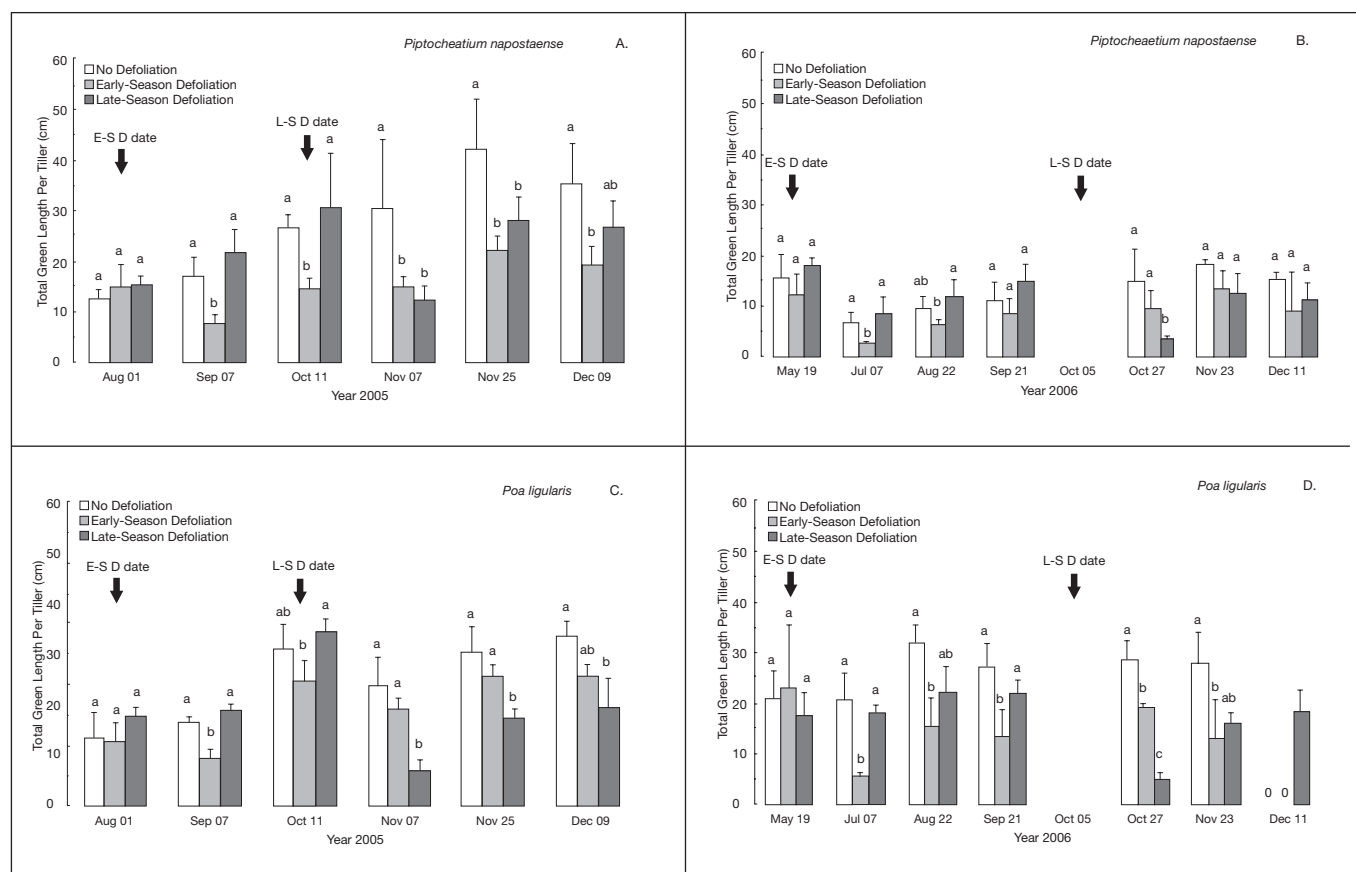 Piptocheatium napostaense A.
60
50
40
30
20
10
0
Total Green Length Per Tiller (cm)
No Defoliation
Early-Season Defoliation
Late-Season Defoliation
E-S D date
L-S D date
a a a
a b a
a b a
a b b
a b b
a b ab
Aug 01 Sep 07 Oct 11 Nov 07 Nov 25 Dec 09
Year 2005
Piptocheaetium napostaense B.
60
50
40
30
20
10
0
Total Green Length Per Tiller (cm)
No Defoliation
Early-Season Defoliation
Late-Season Defoliation
E-S D date
L-S D date
a a a
a b a
ab b a
a a a
a a b
a a a
a a a
May 19 Jul 07 Aug 22 Sep 21 Oct 05 Oct 27 Nov 23 Dec 11
Year 2006
Poa ligularis C.
60
50
40
30
20
10
0
Total Green Length Per Tiller (cm)
No Defoliation
Early-Season Defoliation
Late-Season Defoliation
E-S D date
L-S D date
a a a
a b a
ab b a
a a b
a a b
a ab b
Aug 01 Sep 07 Oct 11 Nov 07 Nov 25 Dec 09
Year 2005
Poa ligularis D.
60
50
40
30
20
10
0
Total Green Length Per Tiller (cm)
No Defoliation
Early-Season Defoliation
Late-Season Defoliation
E-S D date
L-S D date
a a a
a b a
a b ab
a b a
a b c
a b ab
0 0
May 19 Jul 07 Aug 22 Sep 21 Oct 05 Oct 27 Nov 23 Dec 11
Year 2006